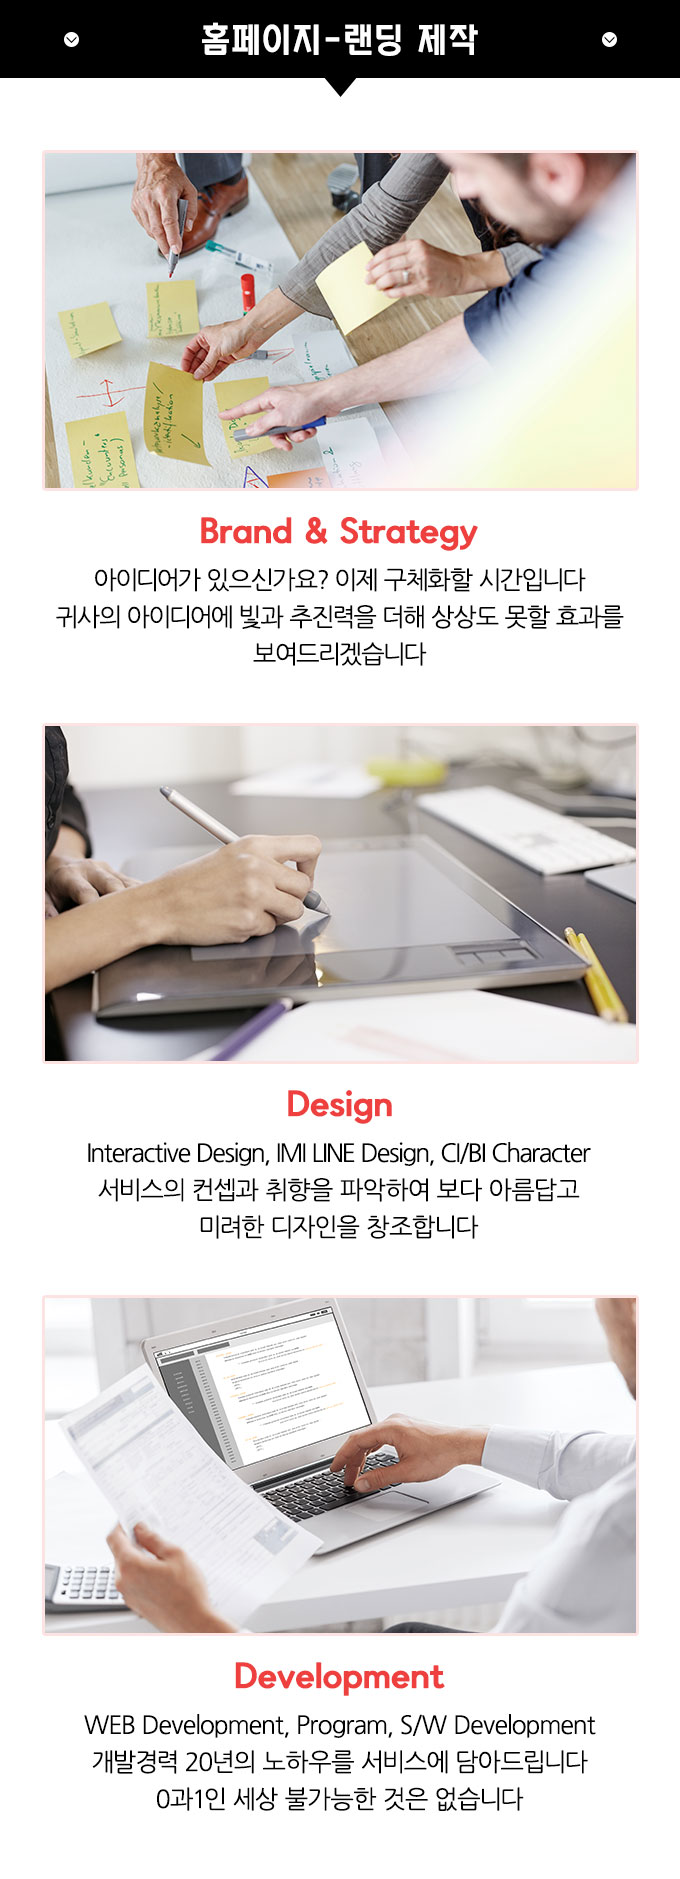 홈페이지-랜딩 제작
Brand & Strategy
아이디어가 있으신가요? 이제 구체화할 시간입니다
귀사의 아이디어에 빛과 추진력을 더해 상상도 못할 효과를
보여드리겠습니다
Design
Interactive Design, IMI LINE Design, CI/BI Character
서비스의 컨셉과 취향을 파악하여 보다 아름답고
미려한 디자인을 창조합니다
Development
WEB Development, Program, S/W Development
개발경력 20년의 노하우를 서비스에 담아드립니다
0과1인 세상 불가능한 것은 없습니다